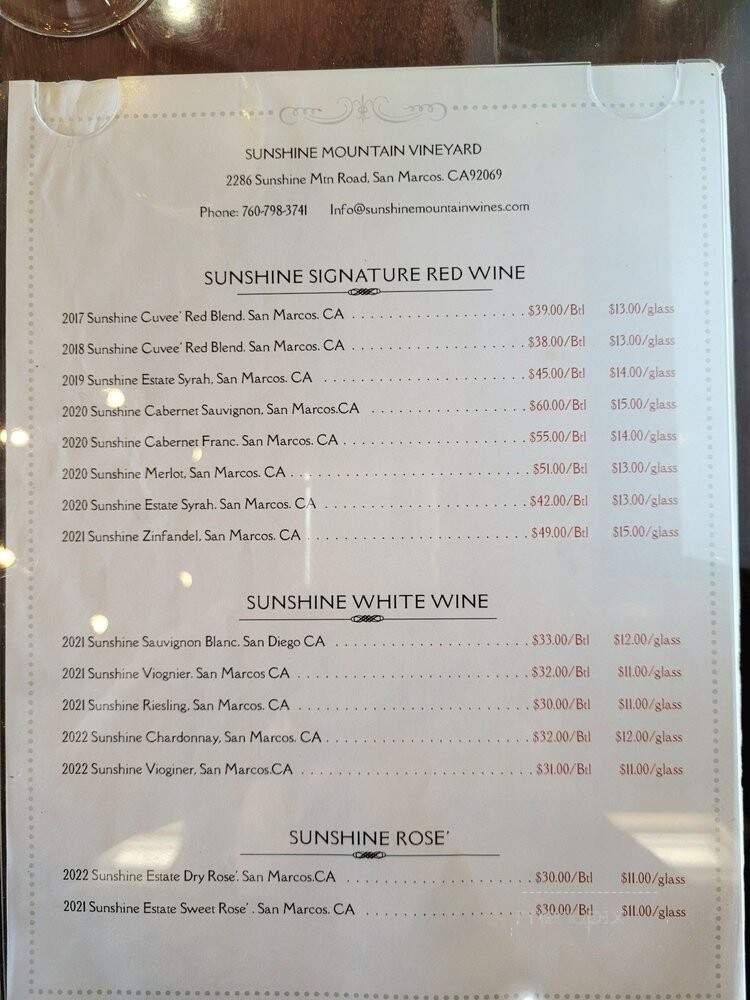 SUNSHINE MOUNTAIN VINEYARD
2286 Sunshine Mtn Road, San Marcos. CA92069
Phone: 760-798-3741 Info@sunshinemountainwines.com
SUNSHINE SIGNATURE RED WINE
2017 Sunshine Cuvee' Red Blend. San Marcos. CA . . . . . . . . . . . . . . . . . . . . $39.00/Btl $13.00/glass
2018 Sunshine Cuvee' Red Blend. San Marcos. CA . . . . . . . . . . . . . . . . . . . . $38.00/Btl $13.00/glass
2019 Sunshine Estate Syrah, San Marcos. CA . . . . . . . . . . . . . . . . . . . . . . . $45.00/Btl $14.00/glass
2020 Sunshine Cabernet Sauvignon, San Marcos.CA . . . . . . . . . . . . . . . . . . $60.00/Btl $15.00/glass
2020 Sunshine Cabernet Franc. San Marcos. CA . . . . . . . . . . . . . . . . . . . . . $55.00/Btl $14.00/glass
2020 Sunshine Merlot, San Marcos. CA . . . . . . . . . . . . . . . . . . . . . . . . . . . $51.00/Btl $13.00/glass
2020 Sunshine Estate Syrah. San Marcos. CA . . . . . . . . . . . . . . . . . . . . . . . $42.00/Btl $13.00/glass
2021 Sunshine Zinfandel, San Marcos. CA . . . . . . . . . . . . . . . . . . . . . . . . . $49.00/Btl $15.00/glass
SUNSHINE WHITE WINE
2021 Sunshine Sauvignon Blanc. San Diego CA . . . . . . . . . . . . . . . . . . . . . . $33.00/Btl $12.00/glass
2021 Sunshine Viognier. San Marcos CA . . . . . . . . . . . . . . . . . . . . . . . . . . $32.00/Btl $11.00/glass
2021 Sunshine Riesling, San Marcos. CA . . . . . . . . . . . . . . . . . . . . . . . . . . $30.00/Btl $11.00/glass
2022 Sunshine Chardonnay, San Marcos. CA . . . . . . . . . . . . . . . . . . . . . . . $32.00/Btl $12.00/glass
2022 Sunshine Vioginer, San Marcos.CA . . . . . . . . . . . . . . . . . . . . . . . . . . $31.00/Btl $11.00/glass
SUNSHINE ROSE'
2022 Sunshine Estate Dry Rose'. San Marcos.CA . . . . . . . . . . . . . . . . . . . . . $30.00/Btl $11.00/glass
2021 Sunshine Estate Sweet Rose' . San Marcos. CA . . . . . . . . . . . . . . . . . . . $30.00/Btl $11.00/glass